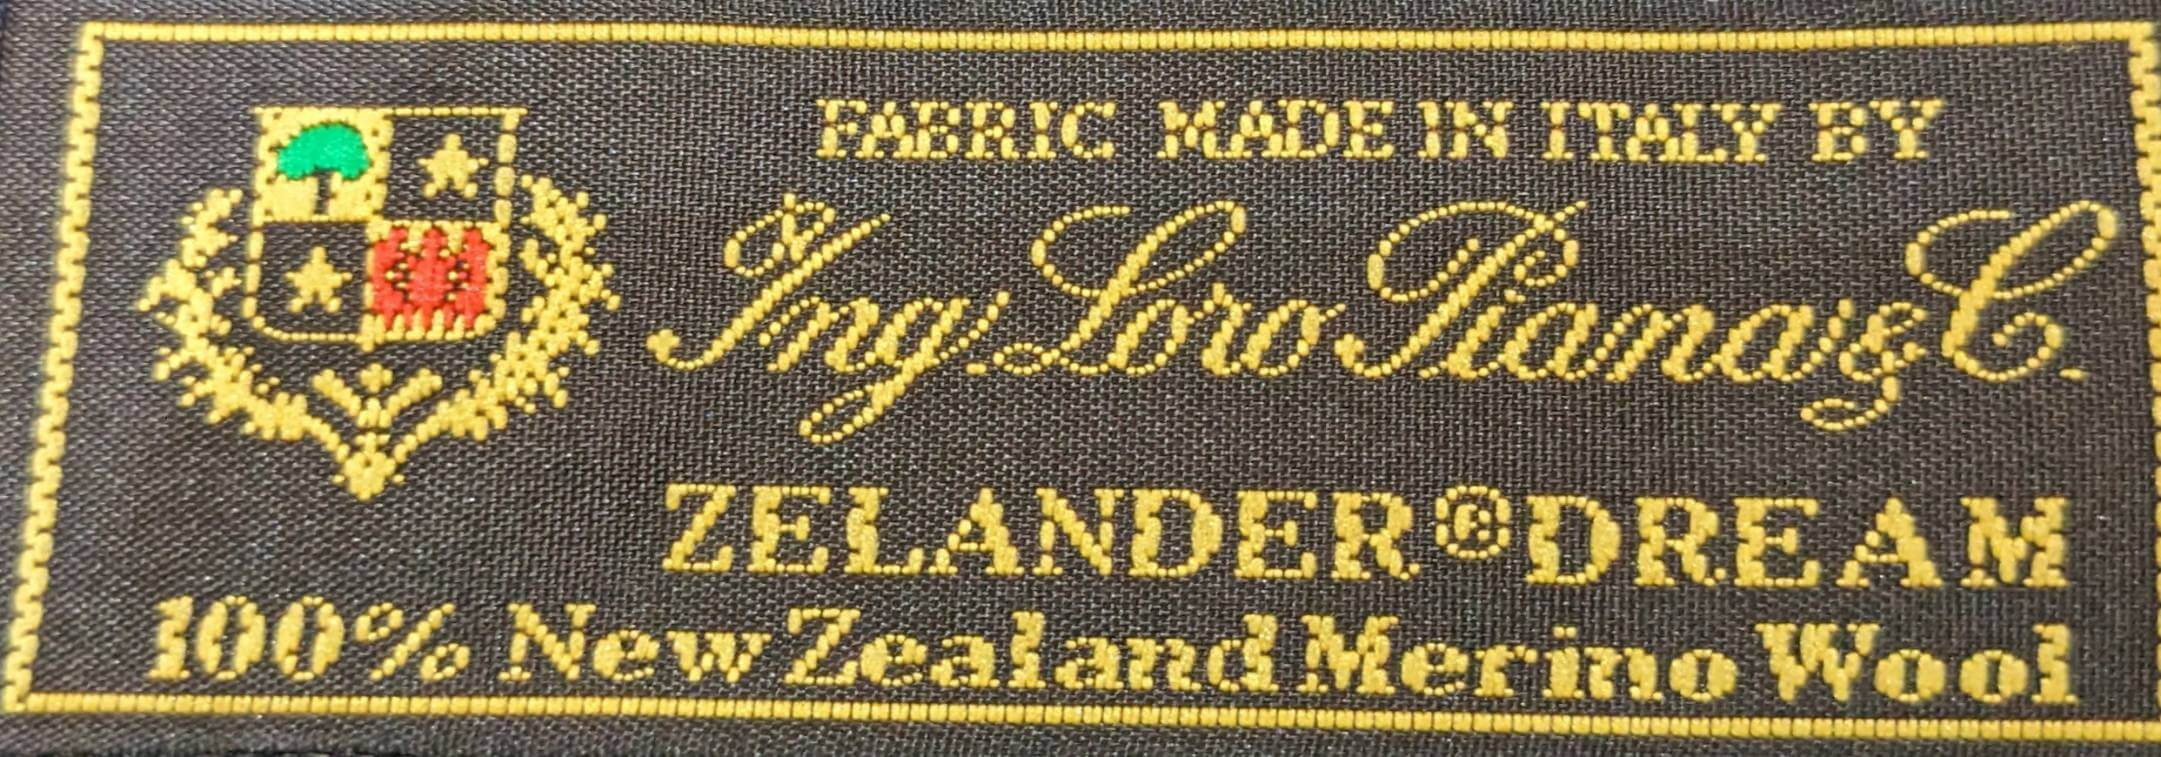 FABRIC MADE IN ITALY BY
Ing. Loro Piana & C.
ZELANDER® DREAM
100% New Zealand Merino Wool